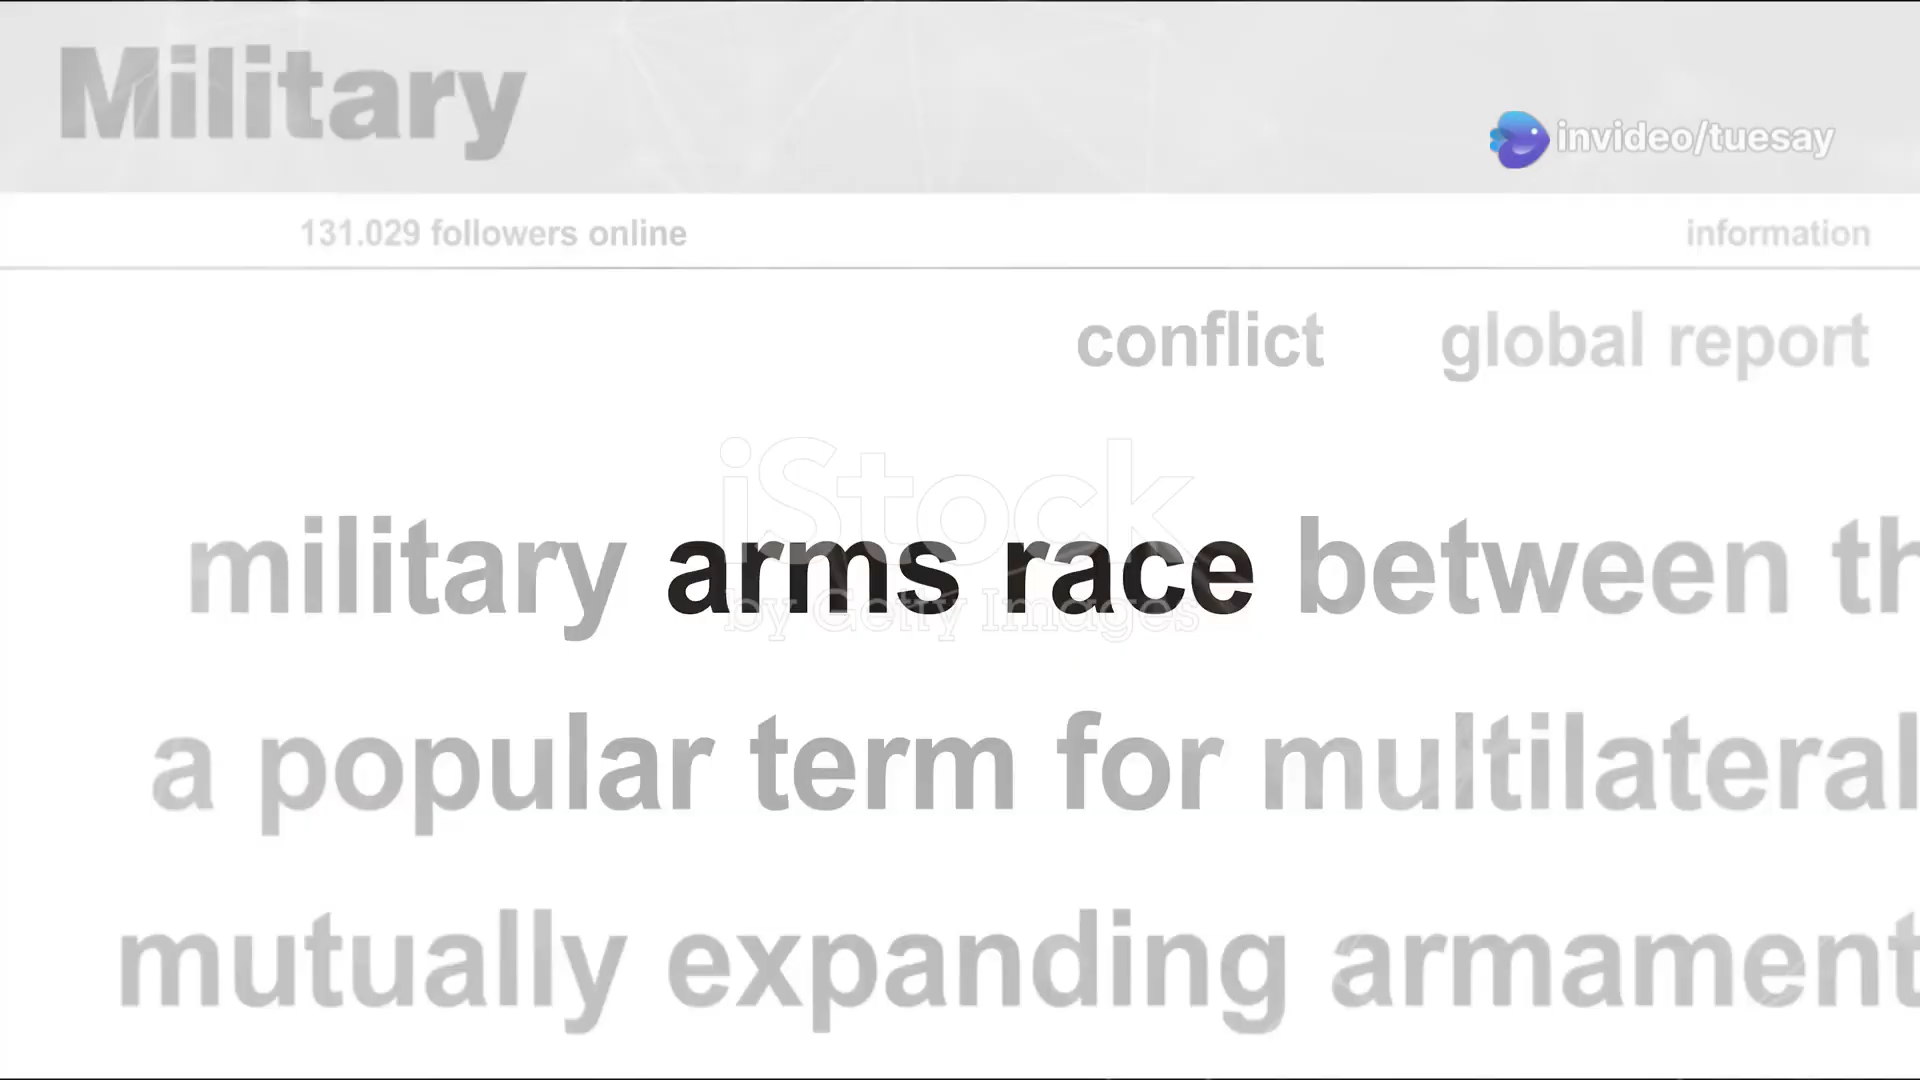 Military
invideo/tuesay
131.029 followers online
information
conflict
global report
iStock
military arms race between th
by Getty Images
a popular term for multilateral
mutually expanding armament